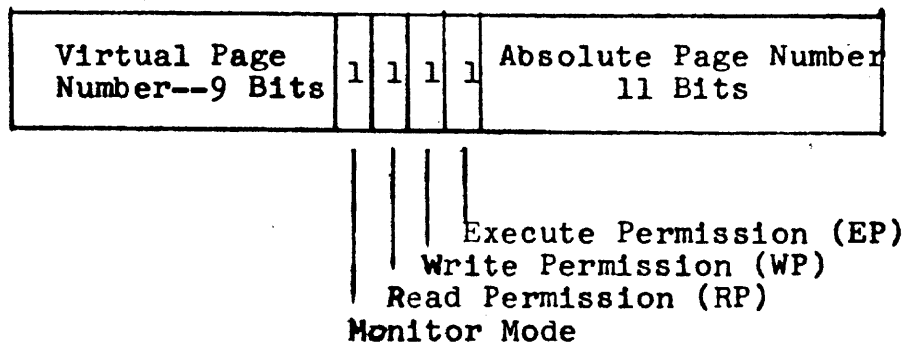 Virtual Page
Number--9 Bits
1 1 1 1
Absolute Page Number
11 Bits
Execute Permission (EP)
Write Permission (WP)
Read Permission (RP)
Monitor Mode